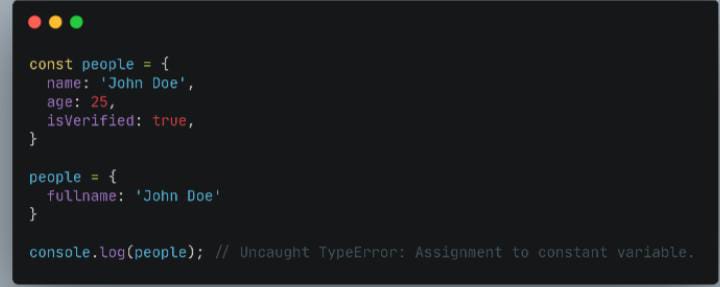 const people = {
  name: 'John Doe',
  age: 25,
  isVerified: true,
}
people = {
  fullname: 'John Doe'
}
console.log(people); // Uncaught TypeError: Assignment to constant variable.